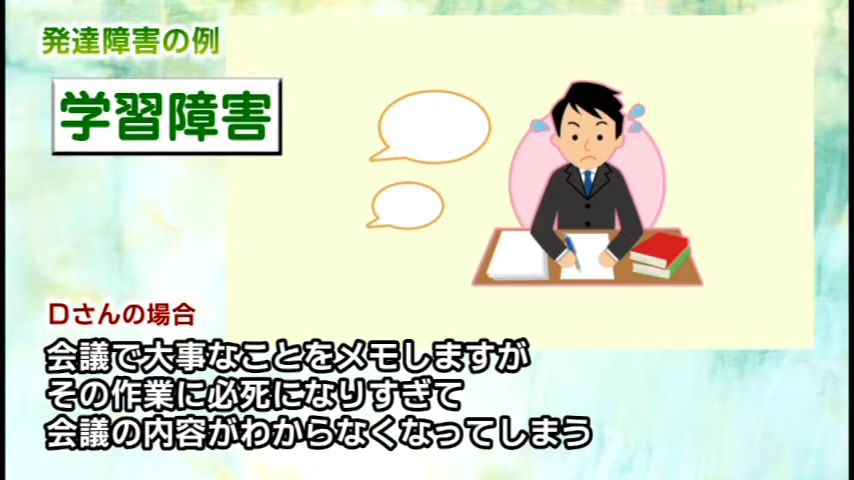 発達障害の例
学習障害
Dさんの場合
会議で大事なことをメモしますが
その作業に必死になりすぎて
会議の内容がわからなくなってしまう